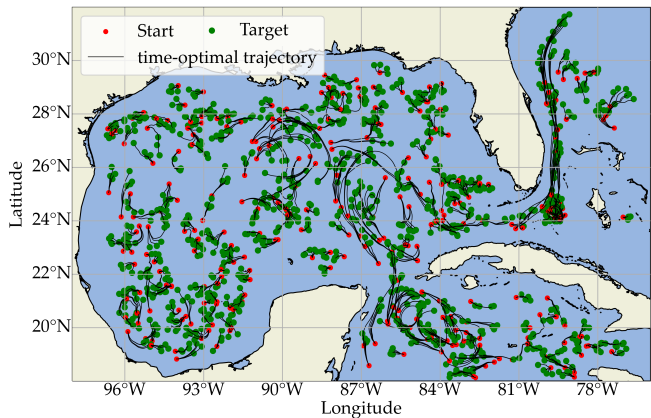 Start Target
time-optimal trajectory
30°N
28°N
26°N
24°N
22°N
20°N
Latitude
96°W 93°W 90°W 87°W 84°W 81°W 78°W
Longitude